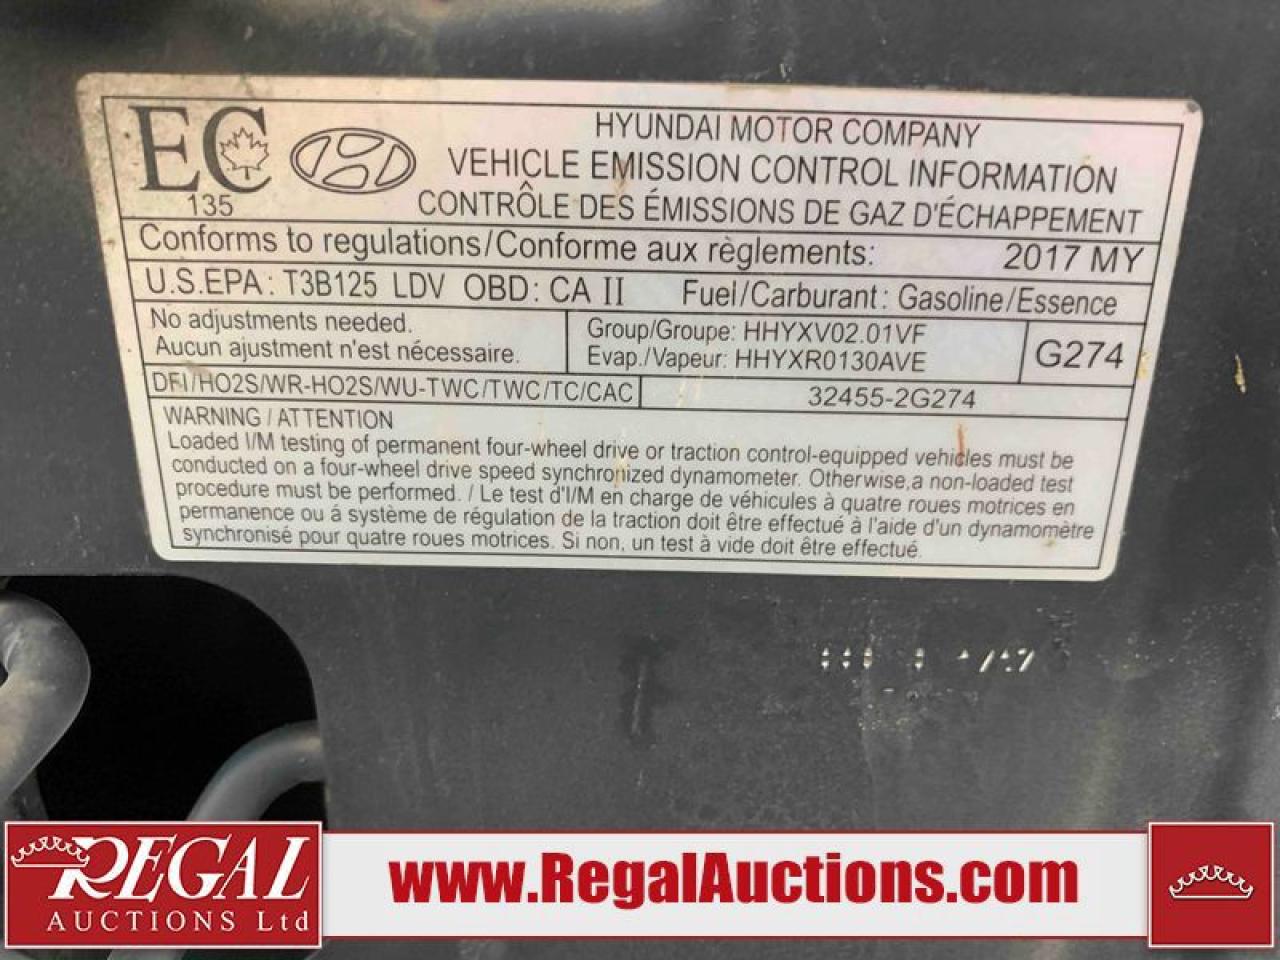 EC
135
HYUNDAI MOTOR COMPANY
VEHICLE EMISSION CONTROL INFORMATION
CONTRÔLE DES ÉMISSIONS DE GAZ D'ÉCHAPPEMENT
Conforms to regulations/Conforme aux règlements: 2017 MY
U.S.EPA: T3B125 LDV OBD: CA II Fuel/Carburant: Gasoline/Essence
No adjustments needed.
Aucun ajustment n'est nécessaire.
Group/Groupe: HHYXV02.01VF
Evap./Vapeur: HHYXR0130AVE
G274
DFI/HO2S/WR-HO2S/WU-TWC/TWC/TC/CAC 32455-2G274
WARNING / ATTENTION
Loaded I/M testing of permanent four-wheel drive or traction control-equipped vehicles must be
conducted on a four-wheel drive speed synchronized dynamometer. Otherwise,a non-loaded test
procedure must be performed. / Le test d'I/M en charge de véhicules à quatre roues motrices en
permanence ou á système de régulation de la traction doit être effectué à l'aide d'un dynamomètre
synchronisé pour quatre roues motrices. Si non, un test à vide doit être effectué.
REGAL
AUCTIONS Ltd
www.RegalAuctions.com